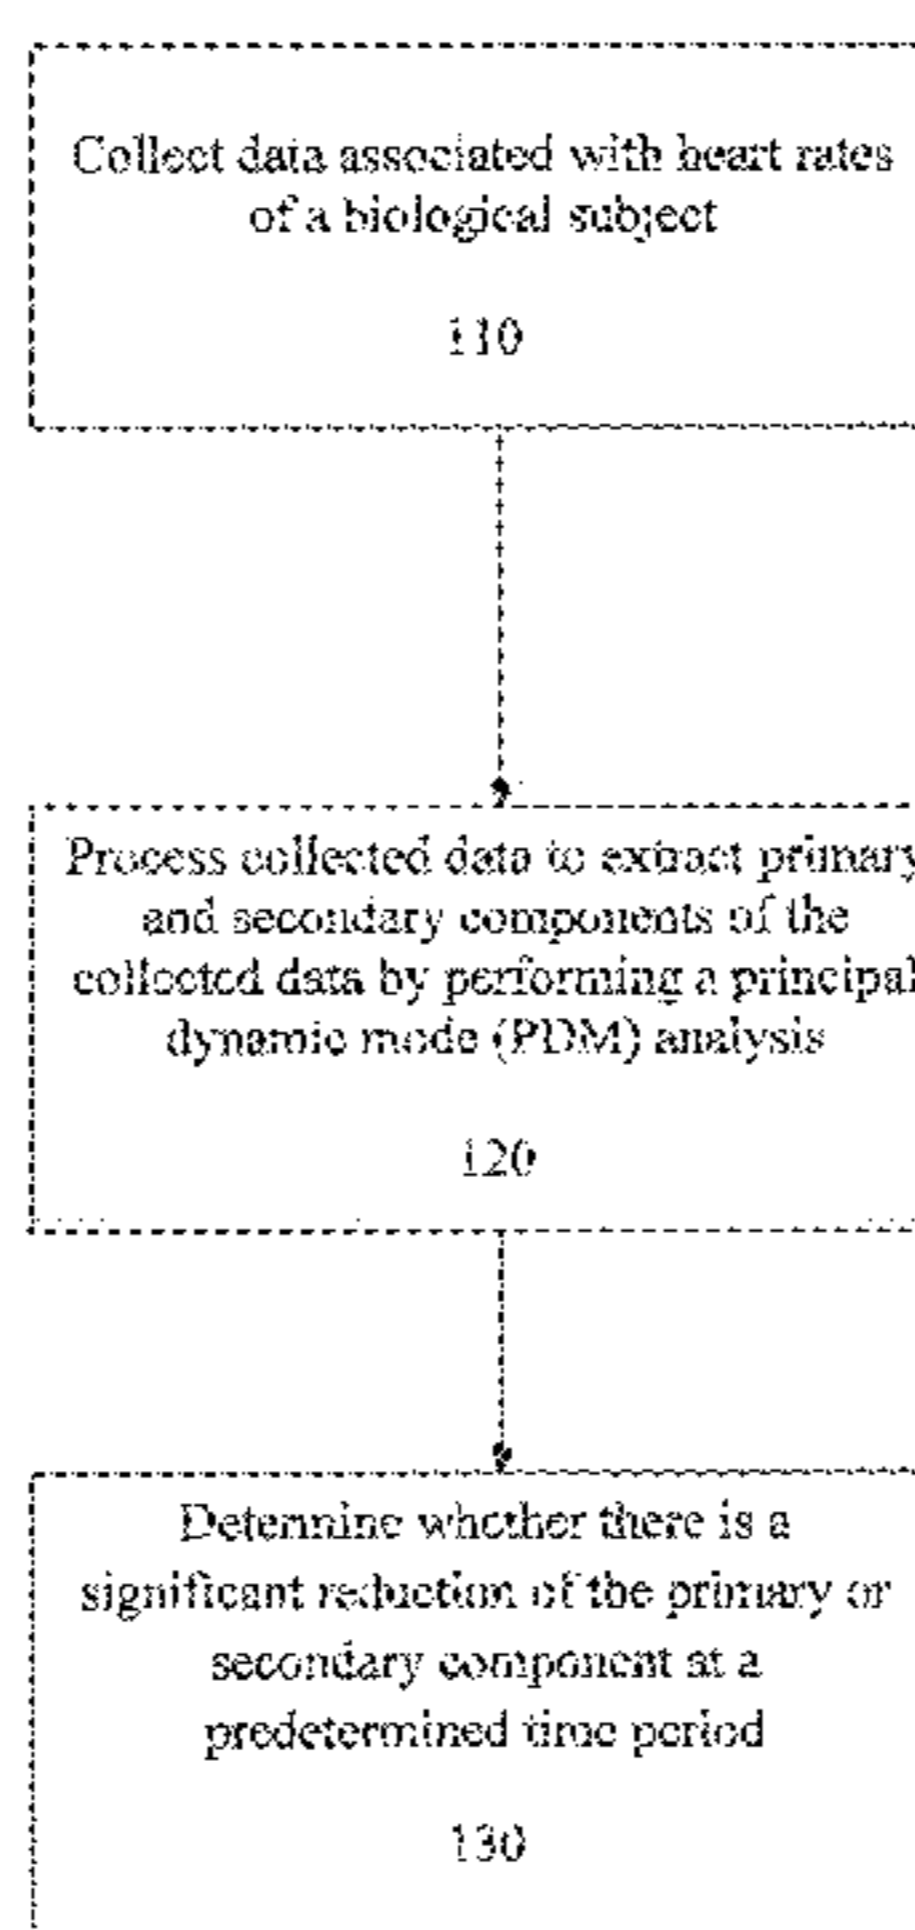 Collect data associated with heart rates
of a biological subject
110
Process collected data to extract primary
and secondary components of the
collected data by performing a principal
dynamic mode (PDM) analysis
120
Determine whether there is a
significant reduction of the primary or
secondary component at a
predetermined time period
130